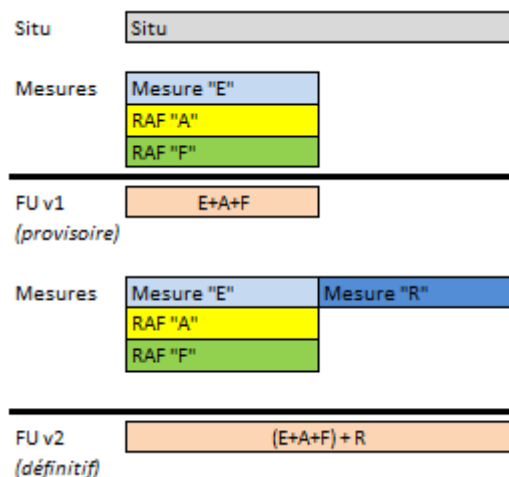 Situ Situ
Mesures Mesure "E"
RAF "A"
RAF "F"
FU v1 E+A+F
(provisoire)
Mesures Mesure "E" Mesure "R"
RAF "A"
RAF "F"
FU v2 (E+A+F) + R
(définitif)